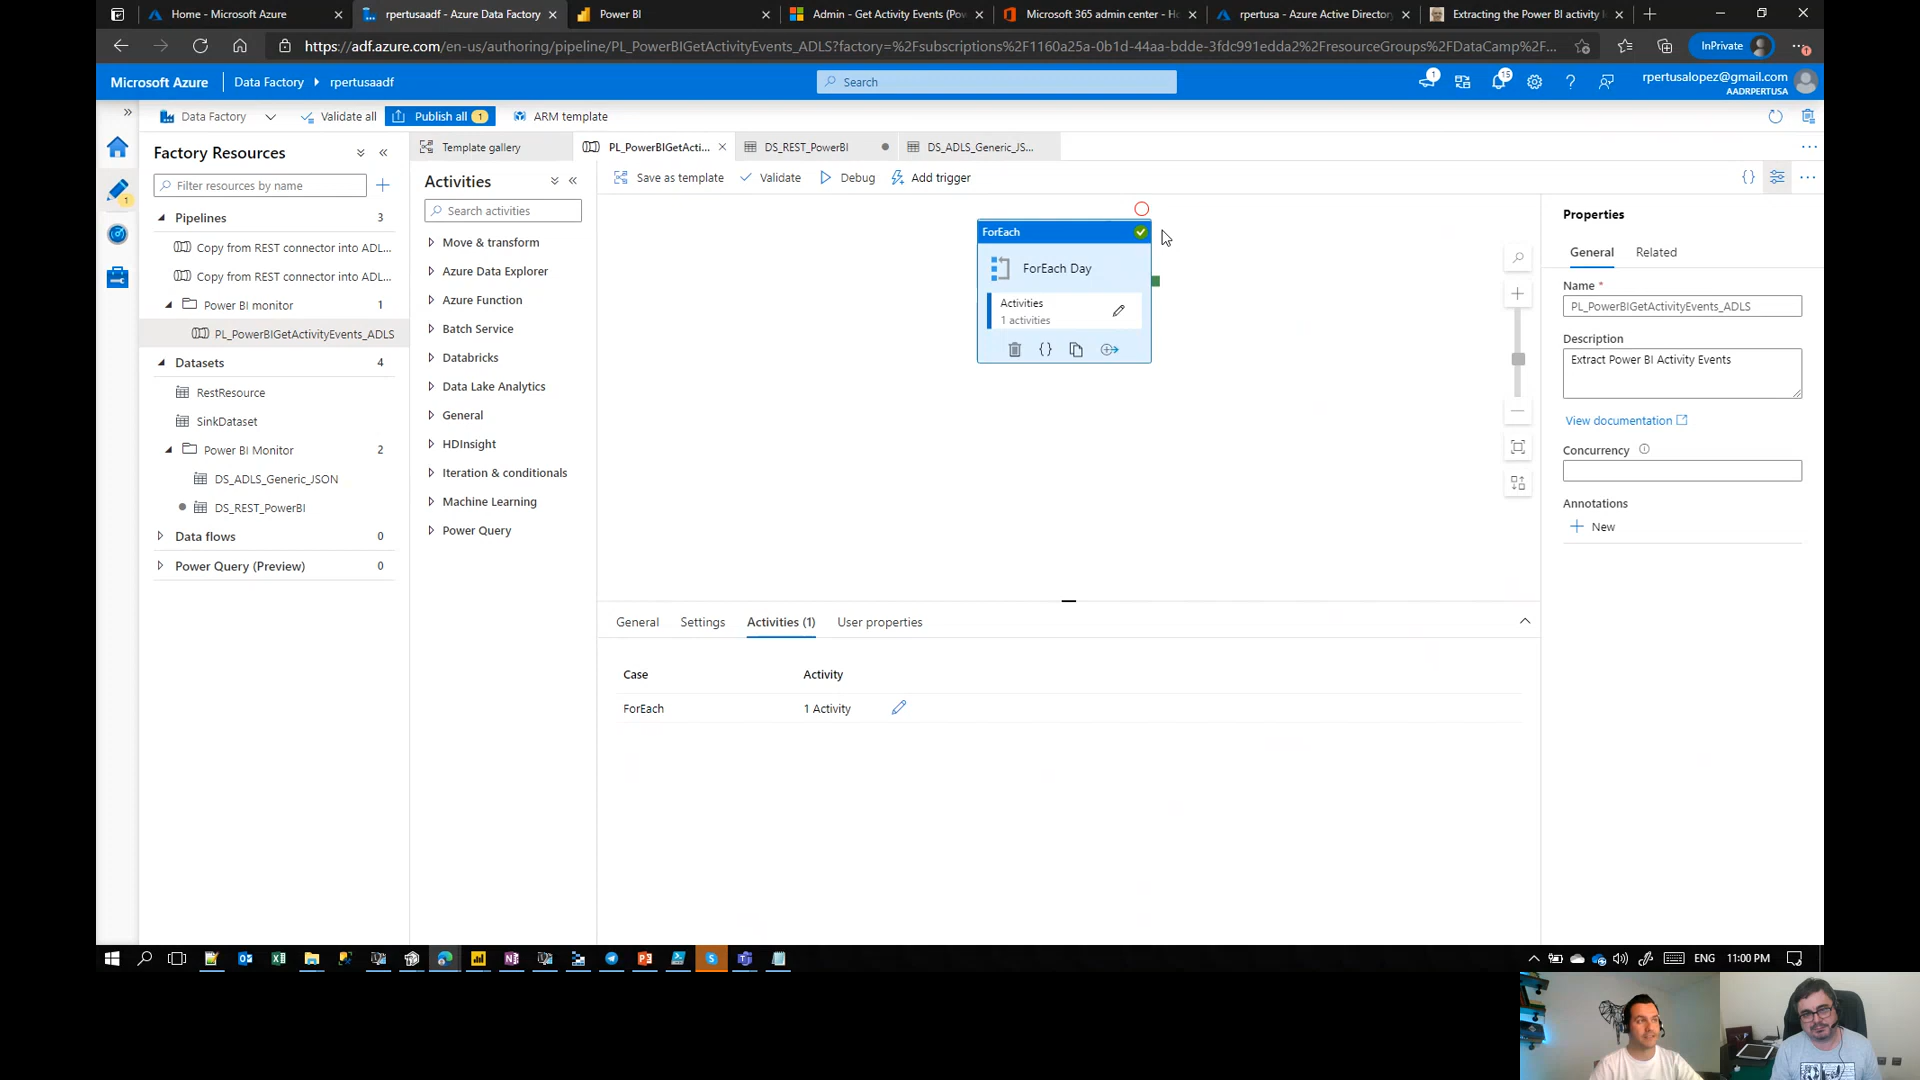 Home - Microsoft Azure
rpertusaadf - Azure Data Factory
Power BI
Admin - Get Activity Events (Pow
Microsoft 365 admin center - Ho
rpertusa - Azure Active Directory
Extracting the Power BI activity l
https://adf.azure.com/en-us/authoring/pipeline/PL_PowerBIGetActivityEvents_ADLS?factory=%2Fsubscriptions%2F1160a25a-0b1d-44aa-bdde-3fdc991edda2%2FresourceGroups%2FDataCamp%2F...
InPrivate
Microsoft Azure
Data Factory
rpertusaadf
Search
1
15
rpertusalopez@gmail.com
AADRPERTUSA
Data Factory
Validate all
Publish all 1
ARM template
Factory Resources
Filter resources by name
Pipelines 3
Copy from REST connector into ADL...
Copy from REST connector into ADL...
Power BI monitor 1
PL_PowerBIGetActivityEvents_ADLS
Datasets 4
RestResource
SinkDataset
Power BI Monitor 2
DS_ADLS_Generic_JSON
DS_REST_PowerBI
Data flows 0
Power Query (Preview) 0
Template gallery
PL_PowerBIGetActi...
DS_REST_PowerBI
DS_ADLS_Generic_JS...
Activities
Search activities
Move & transform
Azure Data Explorer
Azure Function
Batch Service
Databricks
Data Lake Analytics
General
HDInsight
Iteration & conditionals
Machine Learning
Power Query
Save as template
Validate
Debug
Add trigger
ForEach
ForEach Day
Activities
1 activities
General
Settings
Activities (1)
User properties
Case
Activity
ForEach
1 Activity
Properties
General
Related
Name *
PL_PowerBIGetActivityEvents_ADLS
Description
Extract Power BI Activity Events
View documentation
Concurrency
Annotations
New
ENG
11:00 PM